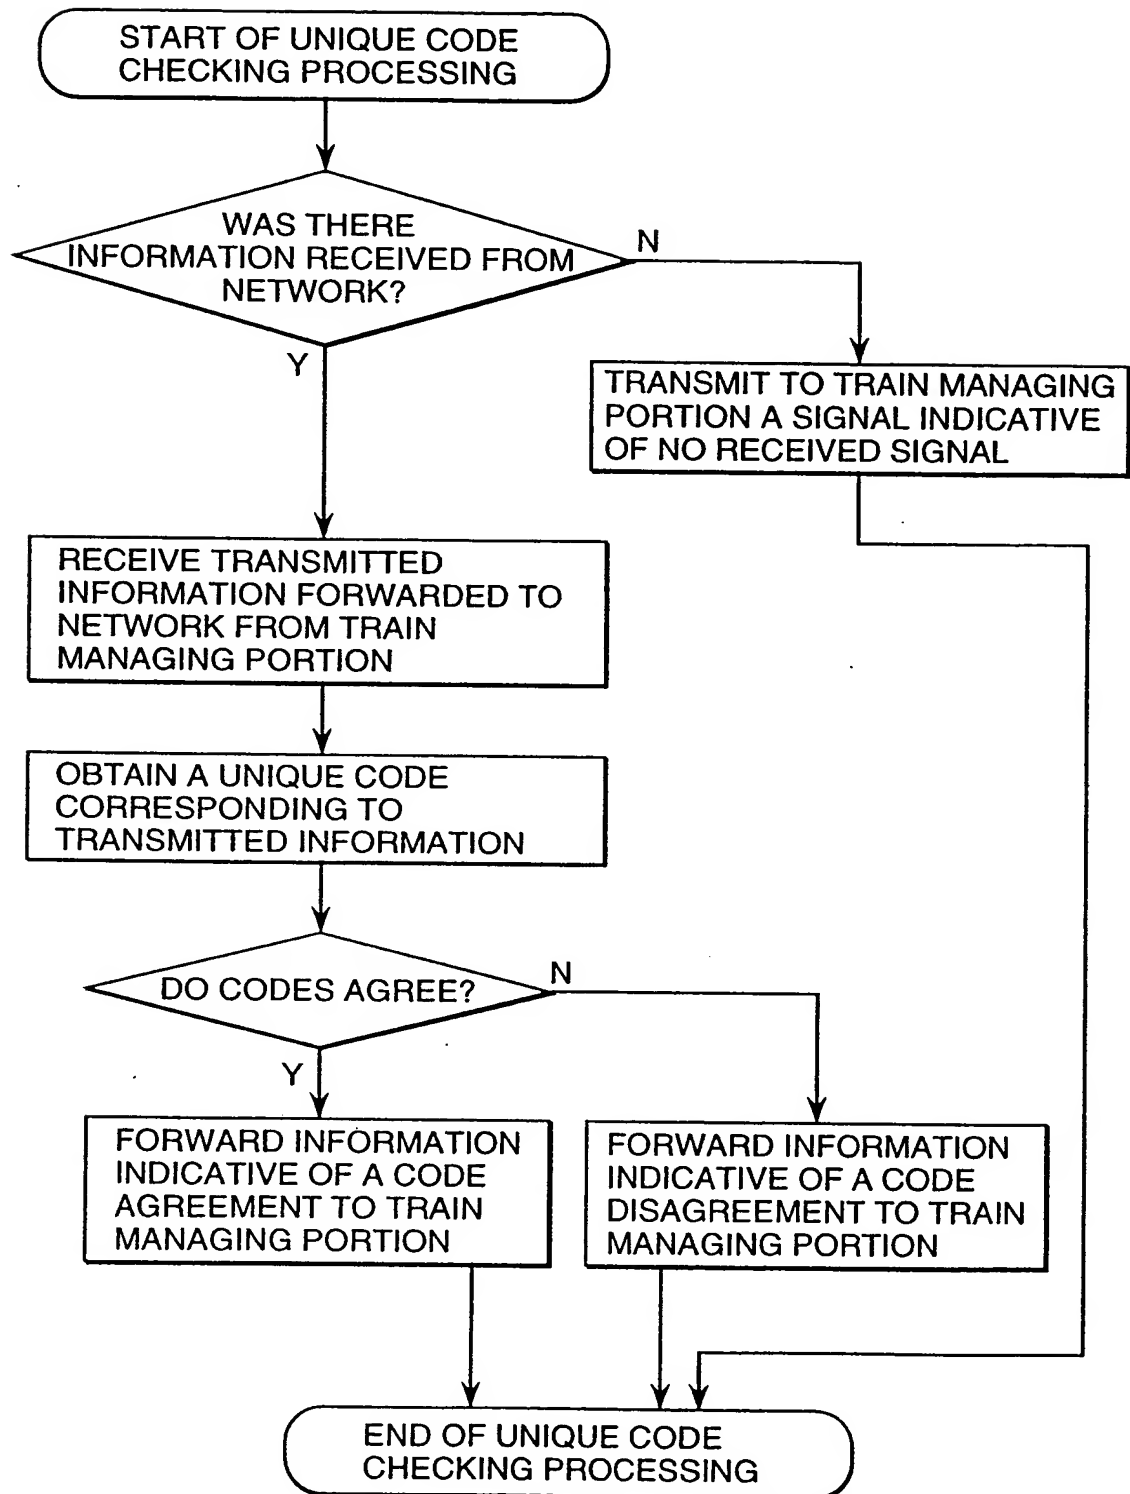 START OF UNIQUE CODE
CHECKING PROCESSING
WAS THERE
INFORMATION RECEIVED FROM
NETWORK?
N
Y
TRANSMIT TO TRAIN MANAGING
PORTION A SIGNAL INDICATIVE
OF NO RECEIVED SIGNAL
RECEIVE TRANSMITTED
INFORMATION FORWARDED TO
NETWORK FROM TRAIN
MANAGING PORTION
OBTAIN A UNIQUE CODE
CORRESPONDING TO
TRANSMITTED INFORMATION
DO CODES AGREE?
N
Y
FORWARD INFORMATION
INDICATIVE OF A CODE
AGREEMENT TO TRAIN
MANAGING PORTION
FORWARD INFORMATION
INDICATIVE OF A CODE
DISAGREEMENT TO TRAIN
MANAGING PORTION
END OF UNIQUE CODE
CHECKING PROCESSING